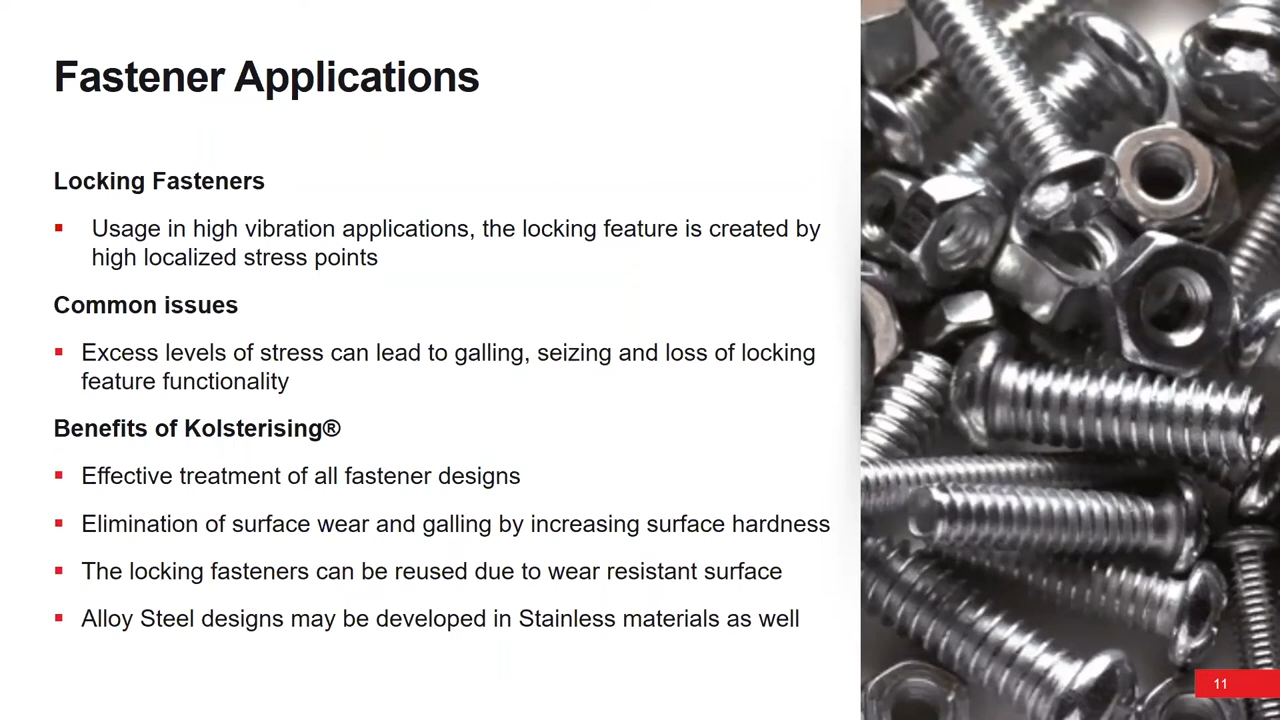 Fastener Applications
Locking Fasteners
▪ Usage in high vibration applications, the locking feature is created by
high localized stress points
Common issues
▪ Excess levels of stress can lead to galling, seizing and loss of locking
feature functionality
Benefits of Kolsterising®
▪ Effective treatment of all fastener designs
▪ Elimination of surface wear and galling by increasing surface hardness
▪ The locking fasteners can be reused due to wear resistant surface
▪ Alloy Steel designs may be developed in Stainless materials as well
11